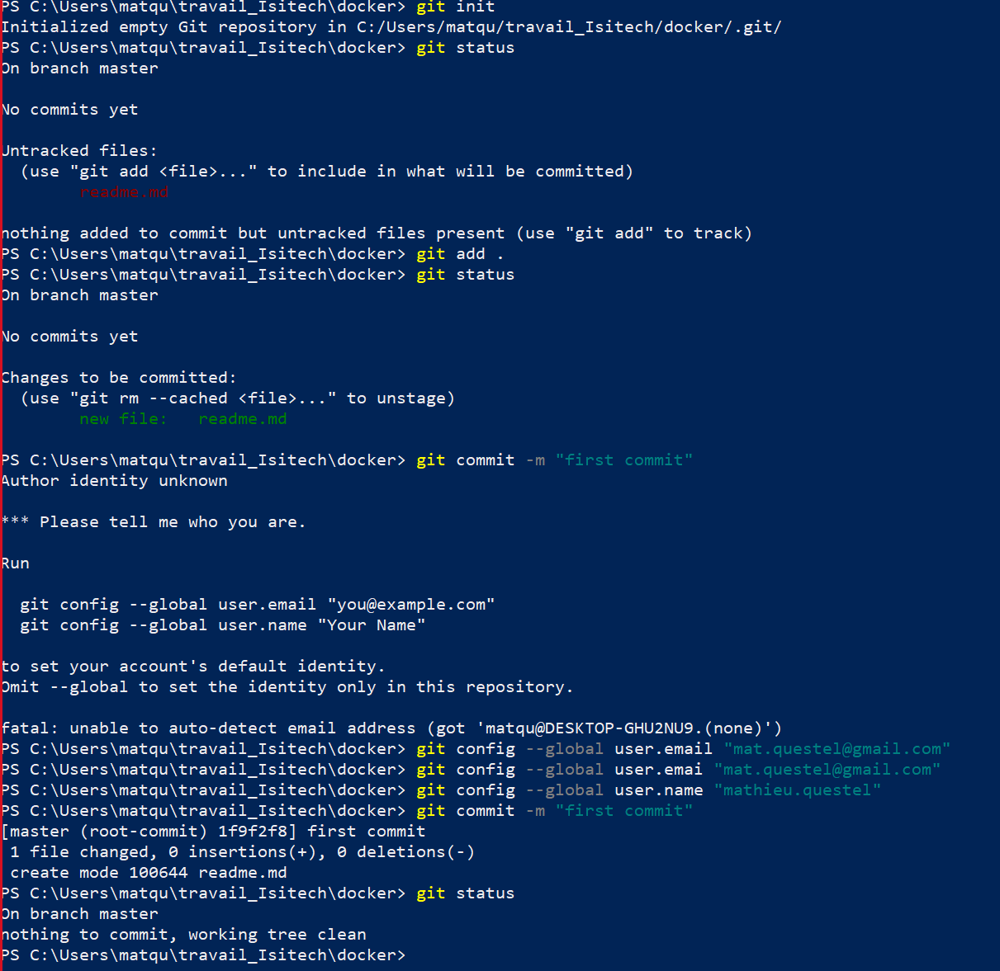 PS C:\Users\matqu\travail_Isitech\docker> git init
Initialized empty Git repository in C:/Users/matqu/travail_Isitech/docker/.git/
PS C:\Users\matqu\travail_Isitech\docker> git status
On branch master
No commits yet
Untracked files:
  (use "git add <file>..." to include in what will be committed)
        readme.md
nothing added to commit but untracked files present (use "git add" to track)
PS C:\Users\matqu\travail_Isitech\docker> git add .
PS C:\Users\matqu\travail_Isitech\docker> git status
On branch master
No commits yet
Changes to be committed:
  (use "git rm --cached <file>..." to unstage)
        new file:   readme.md
PS C:\Users\matqu\travail_Isitech\docker> git commit -m "first commit"
Author identity unknown
*** Please tell me who you are.
Run
  git config --global user.email "you@example.com"
  git config --global user.name "Your Name"
to set your account's default identity.
Omit --global to set the identity only in this repository.
fatal: unable to auto-detect email address (got 'matqu@DESKTOP-GHU2NU9.(none)')
PS C:\Users\matqu\travail_Isitech\docker> git config --global user.email "mat.questel@gmail.com"
PS C:\Users\matqu\travail_Isitech\docker> git config --global user.emai "mat.questel@gmail.com"
PS C:\Users\matqu\travail_Isitech\docker> git config --global user.name "mathieu.questel"
PS C:\Users\matqu\travail_Isitech\docker> git commit -m "first commit"
[master (root-commit) 1f9f2f8] first commit
 1 file changed, 0 insertions(+), 0 deletions(-)
 create mode 100644 readme.md
PS C:\Users\matqu\travail_Isitech\docker> git status
On branch master
nothing to commit, working tree clean
PS C:\Users\matqu\travail_Isitech\docker>